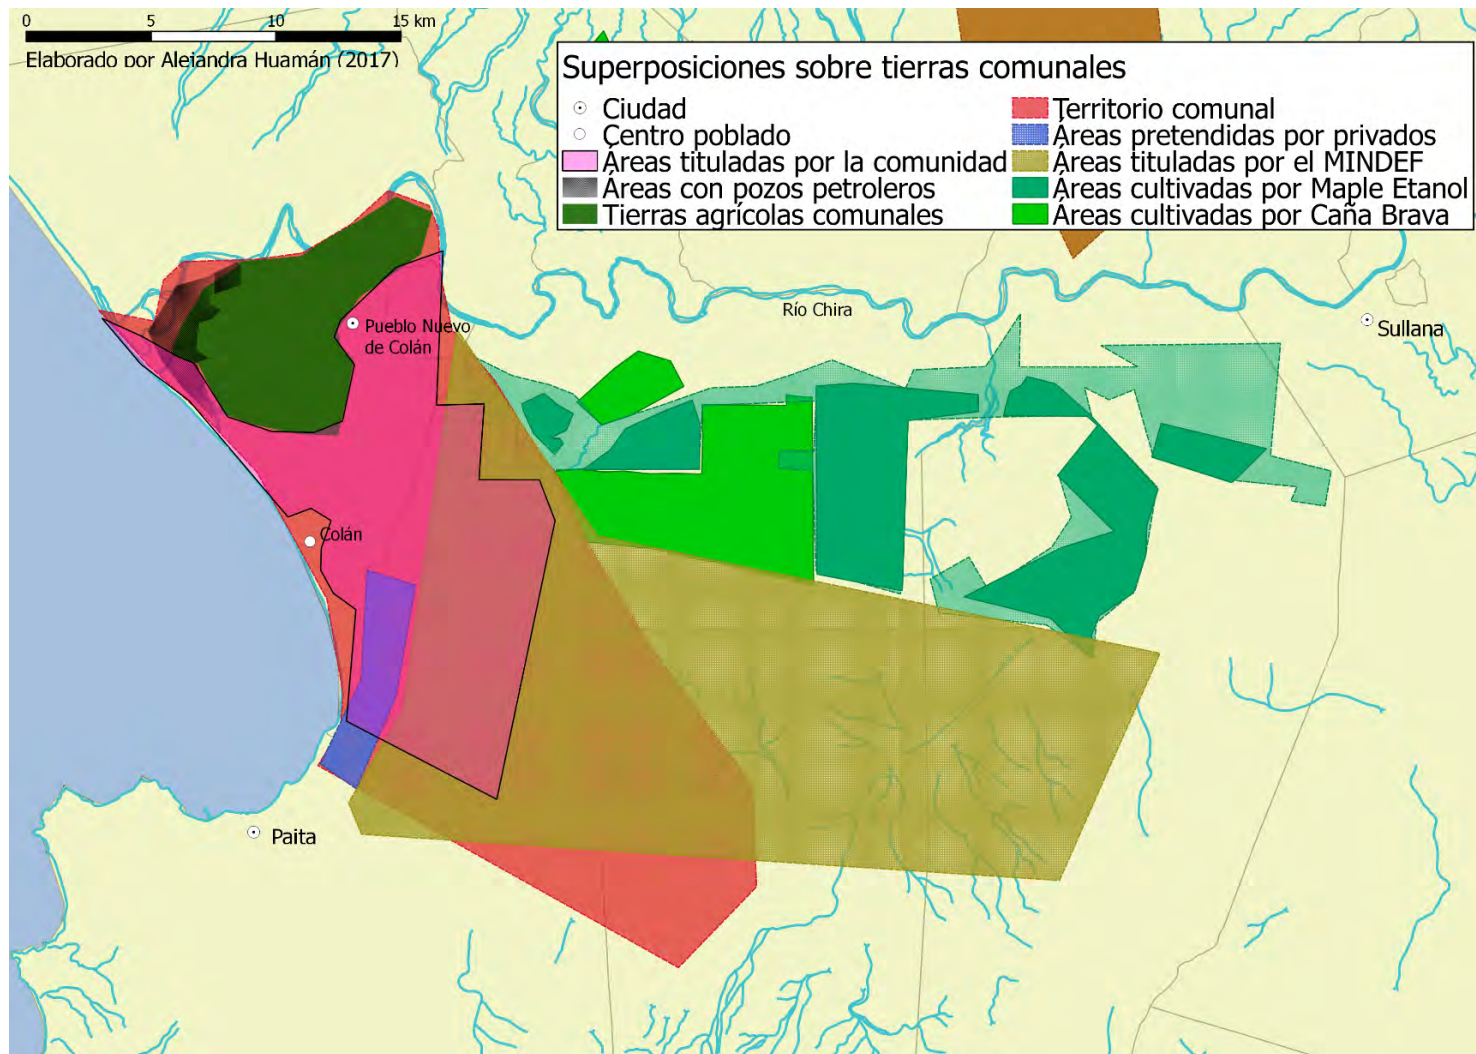 0 5 10 15 km
Elaborado por Alejandra Huamán (2017)
Superposiciones sobre tierras comunales
Ciudad
Centro poblado
Áreas tituladas por la comunidad
Áreas con pozos petroleros
Tierras agrícolas comunales
Territorio comunal
Áreas pretendidas por privados
Áreas tituladas por el MINDEF
Áreas cultivadas por Maple Etanol
Áreas cultivadas por Caña Brava
Río Chira
Sullana
Pueblo Nuevo
de Colán
Colán
Paita